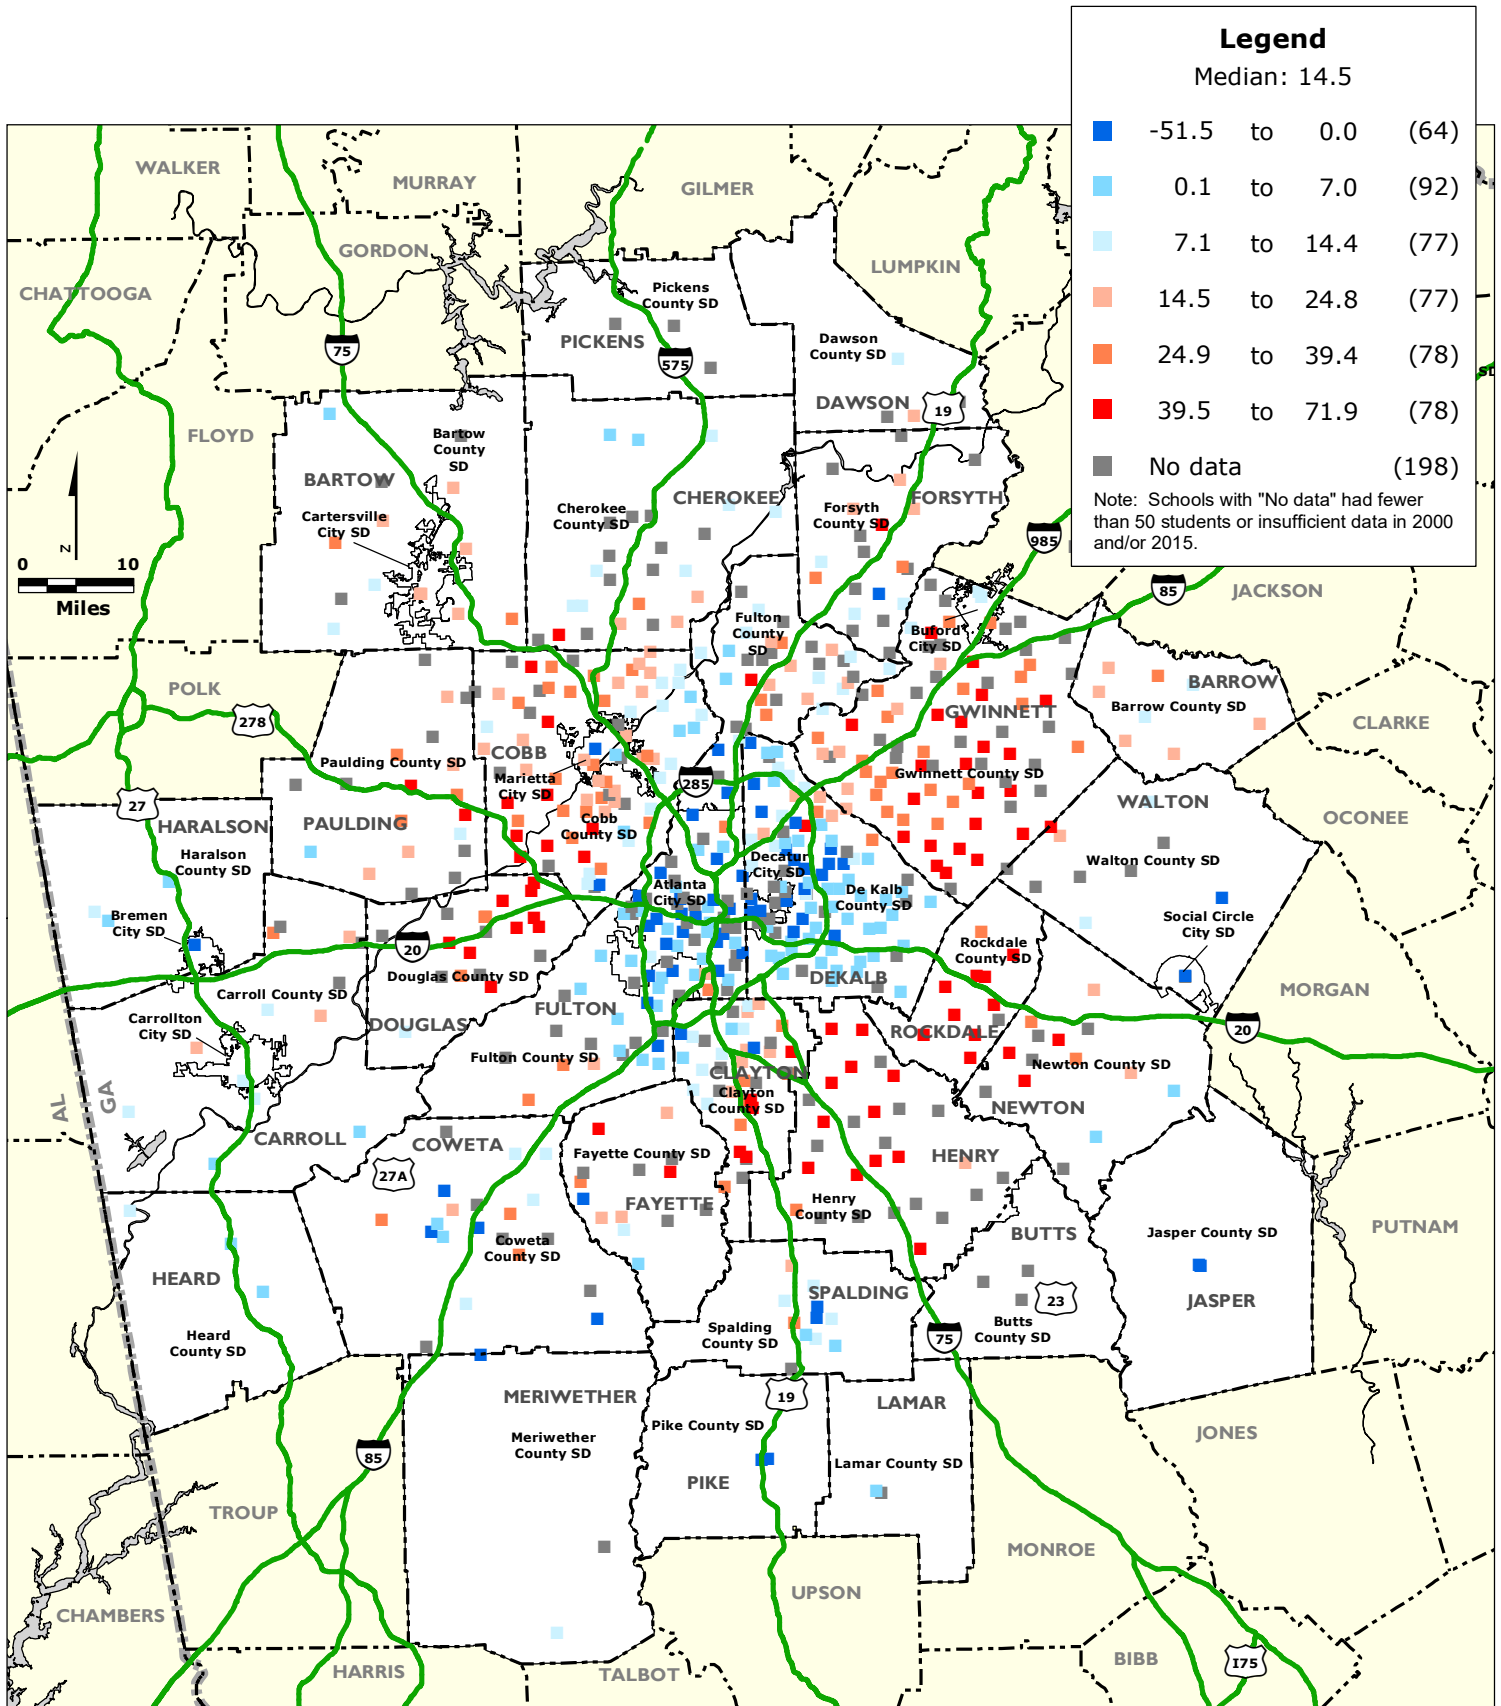 Legend
Median: 14.5
-51.5 to 0.0 (64)
0.1 to 7.0 (92)
7.1 to 14.4 (77)
14.5 to 24.8 (77)
24.9 to 39.4 (78)
39.5 to 71.9 (78)
No data (198)
Note: Schools with "No data" had fewer
than 50 students or insufficient data in 2000
and/or 2015.
WALKER
MURRAY
GILMER
GORDON
LUMPKIN
CHATTOOGA
Pickens
County SD
PICKENS
75
575
Dawson
County SD
DAWSON
19
FLOYD
Bartow
County
SD
BARTOW
Cartersville
City SD
Cherokee
County SD
CHEROKEE
Forsyth
County SD
FORSYTH
985
85
JACKSON
N
0 10
Miles
Fulton
County
SD
Buford
City SD
POLK
278
BARROW
Barrow County SD
CLARKE
GWINNETT
COBB
Paulding County SD
Marietta
City SD
Gwinnett County SD
285
27
HARALSON
PAULDING
Cobb
County SD
WALTON
OCONEE
Haralson
County SD
Decatur
City SD
Walton County SD
Atlanta
City SD
De Kalb
County SD
Bremen
City SD
Social Circle
City SD
20
Rockdale
County SD
Douglas County SD
DEKALB
Carroll County SD
FULTON
MORGAN
Carrollton
City SD
DOUGLAS
ROCKDALE
20
Fulton County SD
CLAYTON
Newton County SD
AL
GA
Clayton
County SD
NEWTON
CARROLL
COWETA
Fayette County SD
HENRY
27A
FAYETTE
Henry
County SD
BUTTS
Jasper County SD
PUTNAM
Coweta
County SD
HEARD
SPALDING
23
JASPER
Heard
County SD
Spalding
County SD
75
Butts
County SD
MERIWETHER
19
LAMAR
Pike County SD
Meriwether
County SD
JONES
85
Lamar County SD
PIKE
TROUP
MONROE
UPSON
CHAMBERS
HARRIS
TALBOT
BIBB
I75